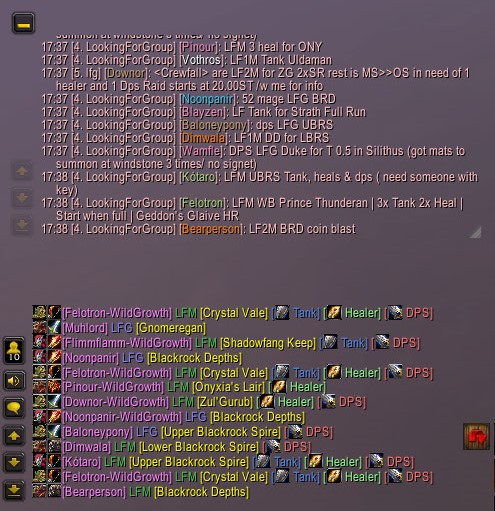 summon at windstone 3 times/ no signet)
17:37 [4. LookingForGroup] [Pinour]: LFM 3 heal for ONY
17:37 [4. LookingForGroup] [Vothros]: LF1M Tank Uldaman
17:37 [5. lfg] [Downor]: <Crewfall> are LF2M for ZG 2xSR rest is MS>>OS in need of 1
healer and 1 Dps Raid starts at 20.00ST /w me for info
17:37 [4. LookingForGroup] [Noonpanir]: 52 mage LFG BRD
17:37 [4. LookingForGroup] [Blayzen]: LF Tank for Strath Full Run
17:37 [4. LookingForGroup] [Baloneypony]: dps LFG UBRS
17:37 [4. LookingForGroup] [Dimwala]: LF1M DD for LBRS
17:37 [4. LookingForGroup] [Wamfie]: DPS LFG Duke for T 0.5 in Silithus (got mats to
summon at windstone 3 times/ no signet)
17:38 [4. LookingForGroup] [Kótaro]: LFM UBRS Tank, heals & dps ( need someone with
key)
17:38 [4. LookingForGroup] [Felotron]: LFM WB Prince Thunderan | 3x Tank 2x Heal |
Start when full | Geddon's Glaive HR
17:38 [4. LookingForGroup] [Bearperson]: LF2M BRD coin blast
[Felotron-WildGrowth] LFM [Crystal Vale] [Tank] [Healer] [DPS]
[Muhlord] LFG [Gnomeregan]
[Flimmflamm-WildGrowth] LFM [Shadowfang Keep] [Tank] [DPS]
[Noonpanir] LFG [Blackrock Depths]
[Felotron-WildGrowth] LFM [Crystal Vale] [Tank] [Healer] [DPS]
[Pinour-WildGrowth] LFM [Onyxia's Lair] [Healer]
[Downor-WildGrowth] LFM [Zul'Gurub] [Healer] [DPS]
[Noonpanir-WildGrowth] LFG [Blackrock Depths]
[Baloneypony] LFG [Upper Blackrock Spire] [DPS]
[Dimwala] LFM [Lower Blackrock Spire] [DPS]
[Kótaro] LFM [Upper Blackrock Spire] [Tank] [Healer] [DPS]
[Felotron-WildGrowth] LFM [Crystal Vale] [Tank] [Healer] [DPS]
[Bearperson] LFM [Blackrock Depths]
10